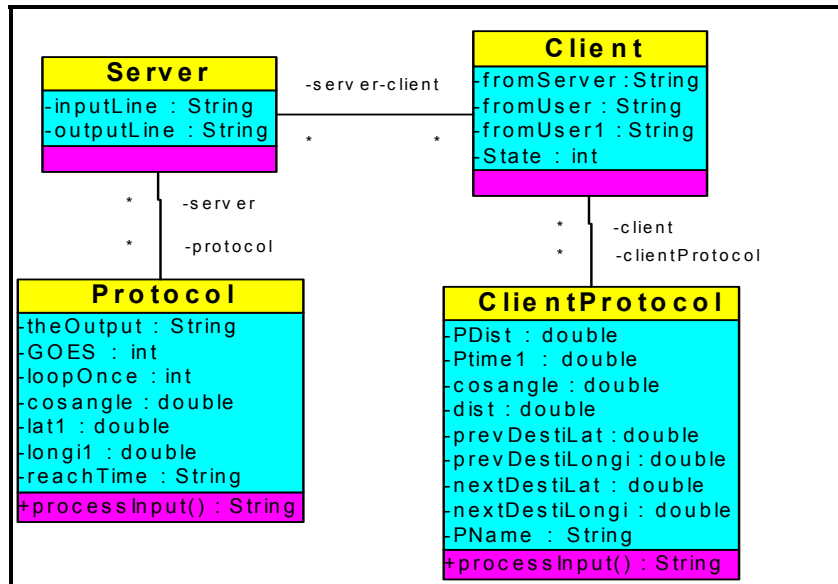 Server
-inputLine : String
-outputLine : String
-server-client
* *
Client
-fromServer :String
-fromUser : String
-fromUser1 : String
-State : int
* -server
* -protocol
* -client
* -clientProtocol
Protocol
-theOutput : String
-GOES : int
-loopOnce : int
-cosangle : double
-lat1 : double
-longi1 : double
-reachTime : String
+processInput() : String
ClientProtocol
-PDist : double
-Ptime1 : double
-cosangle : double
-dist : double
-prevDestiLat : double
-prevDestiLongi : double
-nextDestiLat : double
-nextDestiLongi : double
-PName : String
+processInput() : String